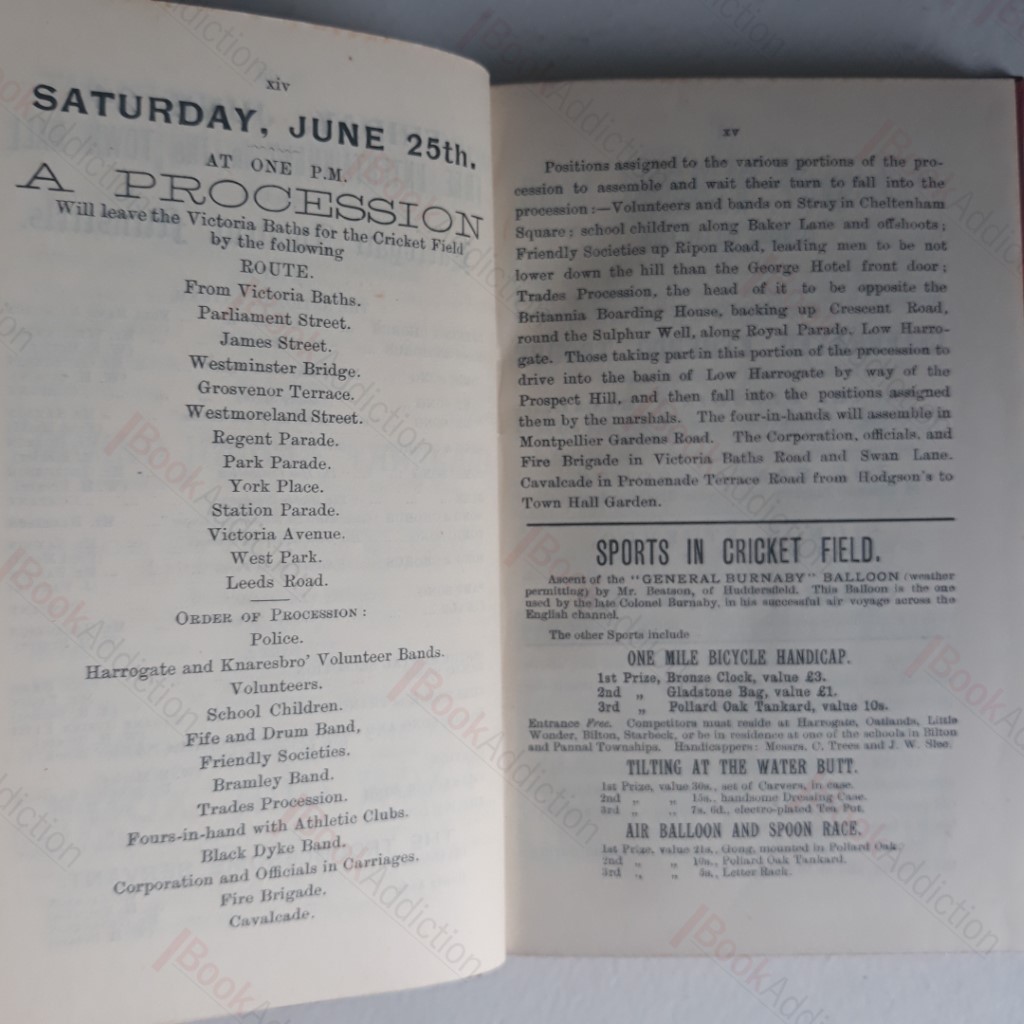 xiv
SATURDAY, JUNE 25th.
AT ONE P.M.
A PROCESSION
Will leave the Victoria Baths for the Cricket Field
by the following
ROUTE.
From Victoria Baths.
Parliament Street.
James Street.
Westminster Bridge.
Grosvenor Terrace.
Westmoreland Street.
Regent Parade.
Park Parade.
York Place.
Station Parade.
Victoria Avenue.
West Park.
Leeds Road.
ORDER OF PROCESSION:
Police.
Harrogate and Knaresbro' Volunteer Bands.
Volunteers.
School Children.
Fife and Drum Band,
Friendly Societies.
Bramley Band.
Trades Procession.
Fours-in-hand with Athletic Clubs.
Black Dyke Band.
Corporation and Officials in Carriages.
Fire Brigade.
Cavalcade.
xv
Positions assigned to the various portions of the pro-
cession to assemble and wait their turn to fall into the
procession:—Volunteers and bands on Stray in Cheltenham
Square; school children along Baker Lane and offshoots;
Friendly Societies up Ripon Road, leading men to be not
lower down the hill than the George Hotel front door;
Trades Procession, the head of it to be opposite the
Britannia Boarding House, backing up Crescent Road,
round the Sulphur Well, along Royal Parade, Low Harro-
gate. Those taking part in this portion of the procession to
drive into the basin of Low Harrogate by way of the
Prospect Hill, and then fall into the positions assigned
them by the marshals. The four-in-hands will assemble in
Montpellier Gardens Road. The Corporation, officials, and
Fire Brigade in Victoria Baths Road and Swan Lane.
Cavalcade in Promenade Terrace Road from Hodgson's to
Town Hall Garden.
SPORTS IN CRICKET FIELD.
Ascent of the "GENERAL BURNABY" BALLOON (weather
permitting) by Mr. Beatson, of Huddersfield. This Balloon is the one
used by the late Colonel Burnaby, in his successful air voyage across the
English channel.
The other Sports include
ONE MILE BICYCLE HANDICAP.
1st Prize, Bronze Clock, value £3.
2nd „ Gladstone Bag, value £1.
3rd „ Pollard Oak Tankard, value 10s.
Entrance Free. Competitors must reside at Harrogate, Oatlands, Little
Wonder, Bilton, Starbeck, or be in residence at one of the schools in Bilton
and Pannal Townships. Handicappers: Messrs. C. Trees and J. W. Slee.
TILTING AT THE WATER BUTT.
1st Prize, value 30s., set of Carvers, in case.
2nd „ „ 15s., handsome Dressing Case.
3rd „ „ 7s. 6d., electro-plated Tea Pot.
AIR BALLOON AND SPOON RACE.
1st Prize, value 21s., Gong, mounted in Pollard Oak.
2nd „ „ 10s., Pollard Oak Tankard.
3rd „ „ 5s., Letter Rack.